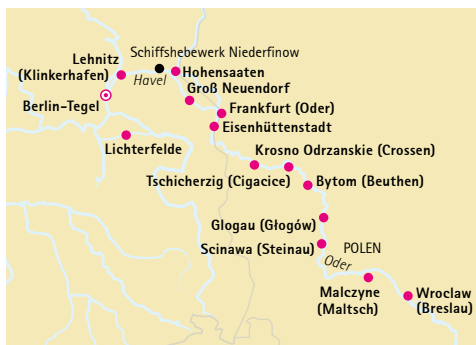 Schiffshebewerk Niederfinow
Lehnitz
(Klinkerhafen)
Havel
Hohensaaten
Groß Neuendorf
Berlin-Tegel
Frankfurt (Oder)
Eisenhüttenstadt
Lichterfelde
Krosno Odrzanskie (Crossen)
Tschicherzig (Cigacice)
Bytom (Beuthen)
Glogau (Głogów)
Scinawa (Steinau)
POLEN
Oder
Malczyne
(Maltsch)
Wroclaw
(Breslau)